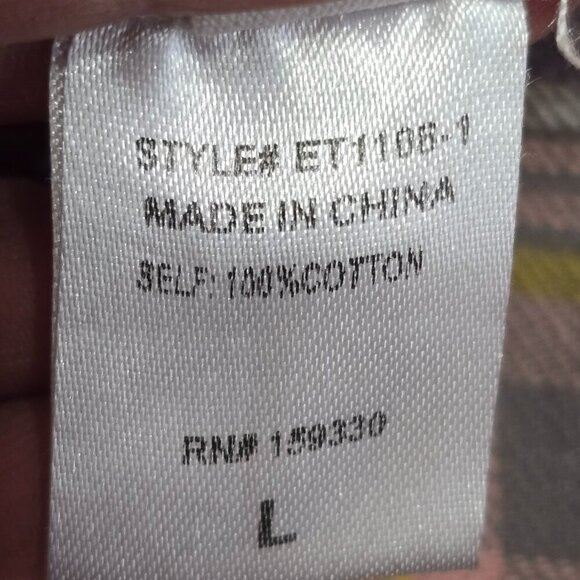 STYLE# ET1108-1
MADE IN CHINA
SELF: 100%COTTON
RN# 159330
L